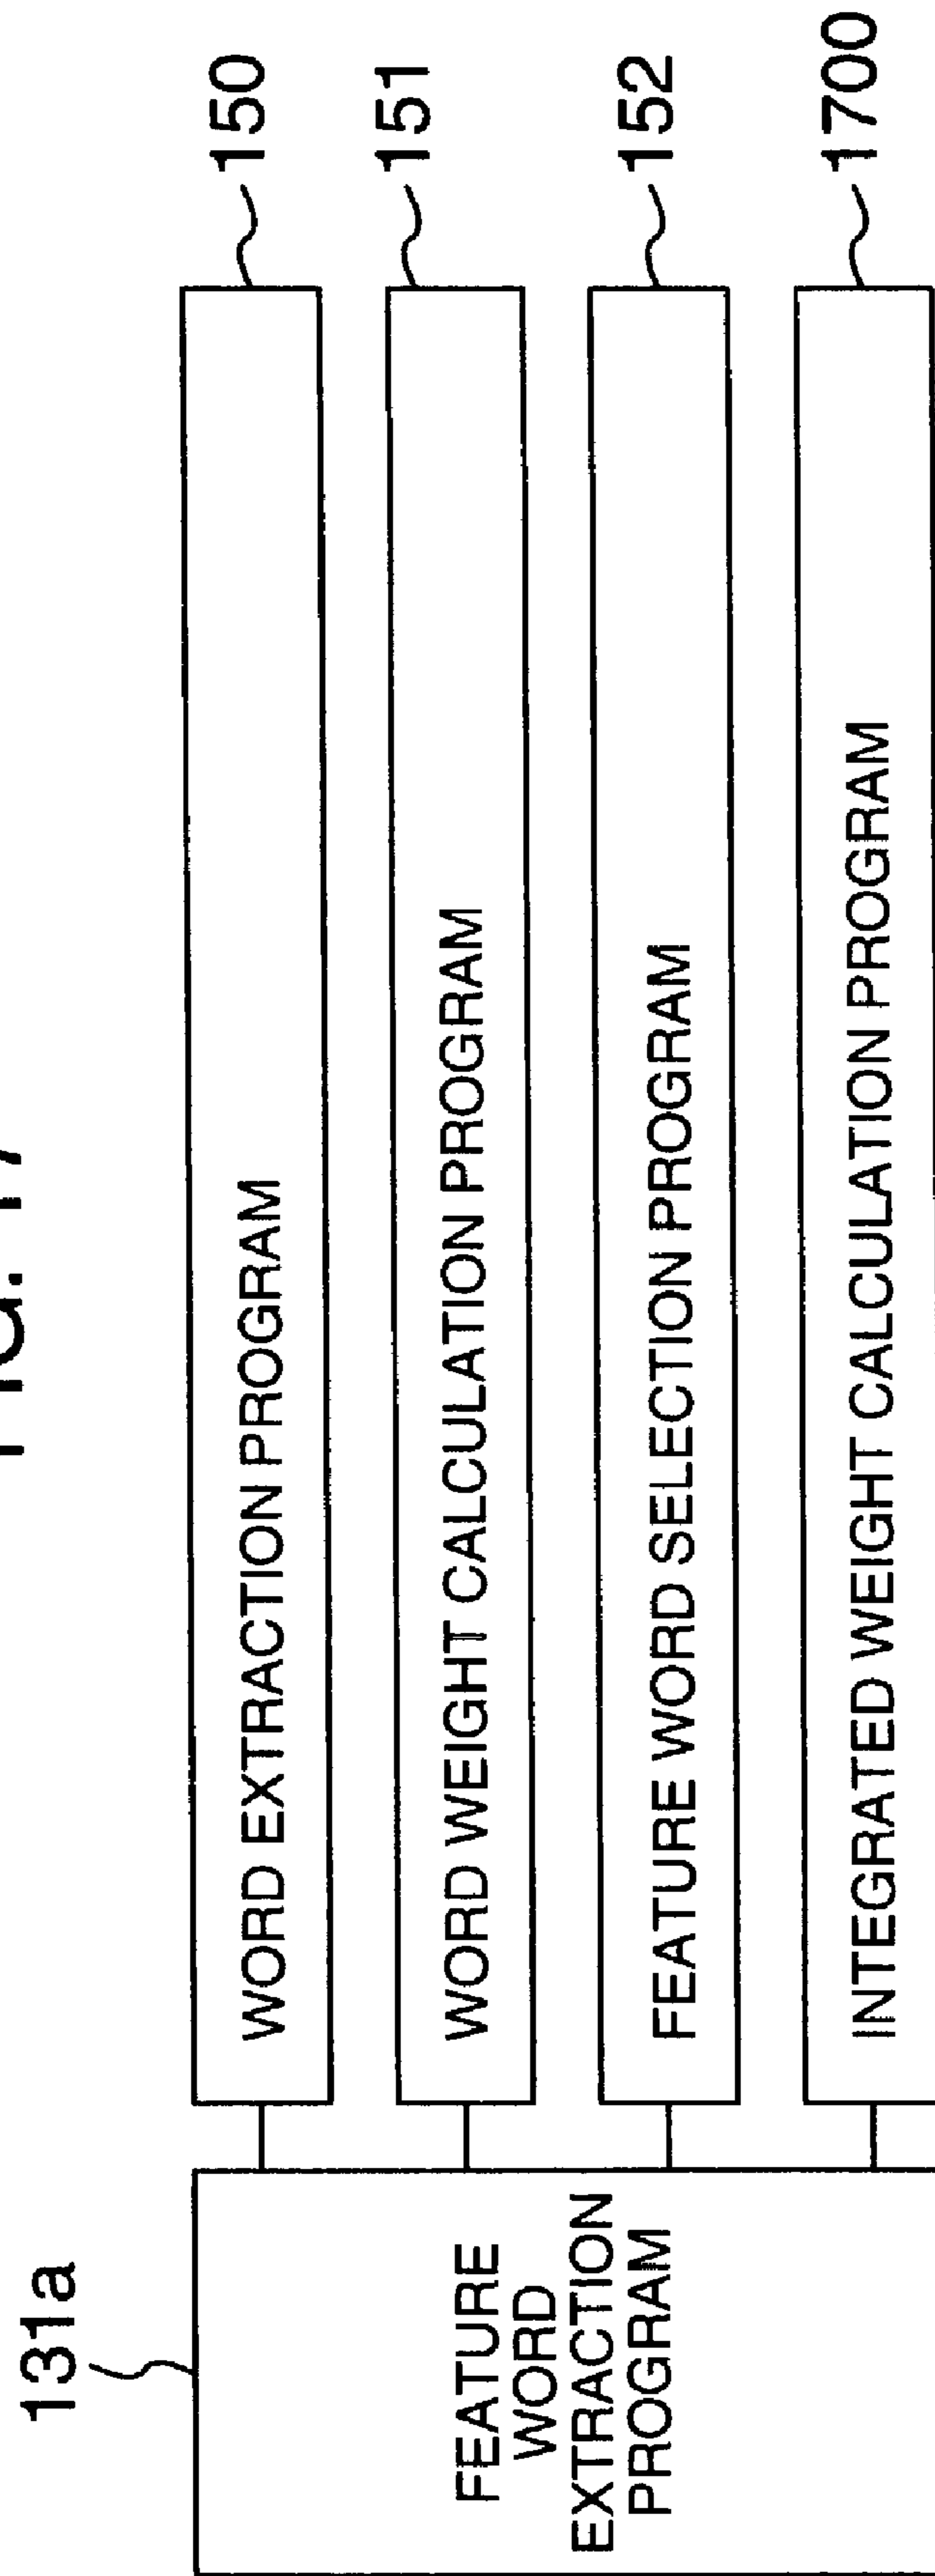 FIG. 17
131a
FEATURE
WORD
EXTRACTION
PROGRAM
WORD EXTRACTION PROGRAM
150
WORD WEIGHT CALCULATION PROGRAM
151
FEATURE WORD SELECTION PROGRAM
152
INTEGRATED WEIGHT CALCULATION PROGRAM
1700